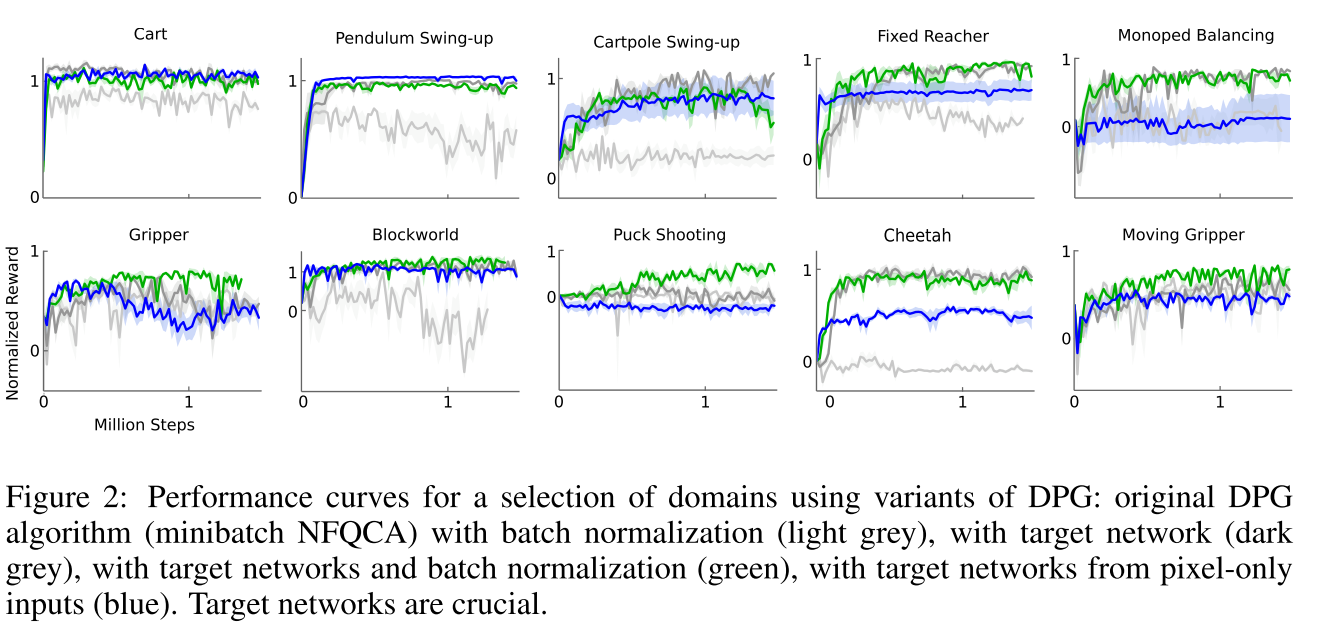 Cart
Pendulum Swing-up
Cartpole Swing-up
Fixed Reacher
Monoped Balancing
1
0
1
0
1
0
1
0
1
0
Gripper
Blockworld
Puck Shooting
Cheetah
Moving Gripper
Normalized Reward
1
0
1
0
1
0
1
0
1
0
0 1
0 1
0 1
0 1
0 1
Million Steps
Figure 2: Performance curves for a selection of domains using variants of DPG: original DPG
algorithm (minibatch NFQCA) with batch normalization (light grey), with target network (dark
grey), with target networks and batch normalization (green), with target networks from pixel-only
inputs (blue). Target networks are crucial.